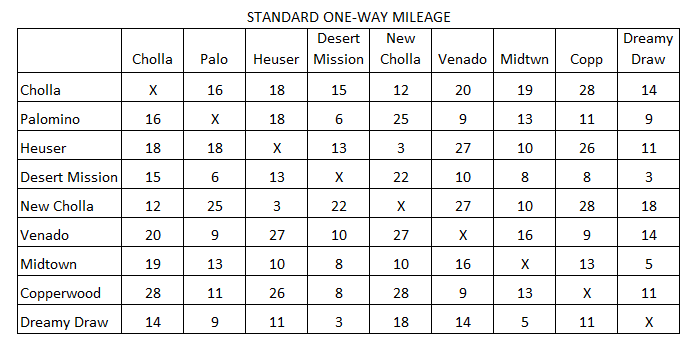 STANDARD ONE-WAY MILEAGE
Desert New Dreamy
Cholla Palo Heuser Mission Cholla Venado Midtwn Copp Draw
Cholla X 16 18 15 12 20 19 28 14
Palomino 16 X 18 6 25 9 13 11 9
Heuser 18 18 X 13 3 27 10 26 11
Desert Mission 15 6 13 X 22 10 8 8 3
New Cholla 12 25 3 22 X 27 10 28 18
Venado 20 9 27 10 27 X 16 9 14
Midtown 19 13 10 8 10 16 X 13 5
Copperwood 28 11 26 8 28 9 13 X 11
Dreamy Draw 14 9 11 3 18 14 5 11 X